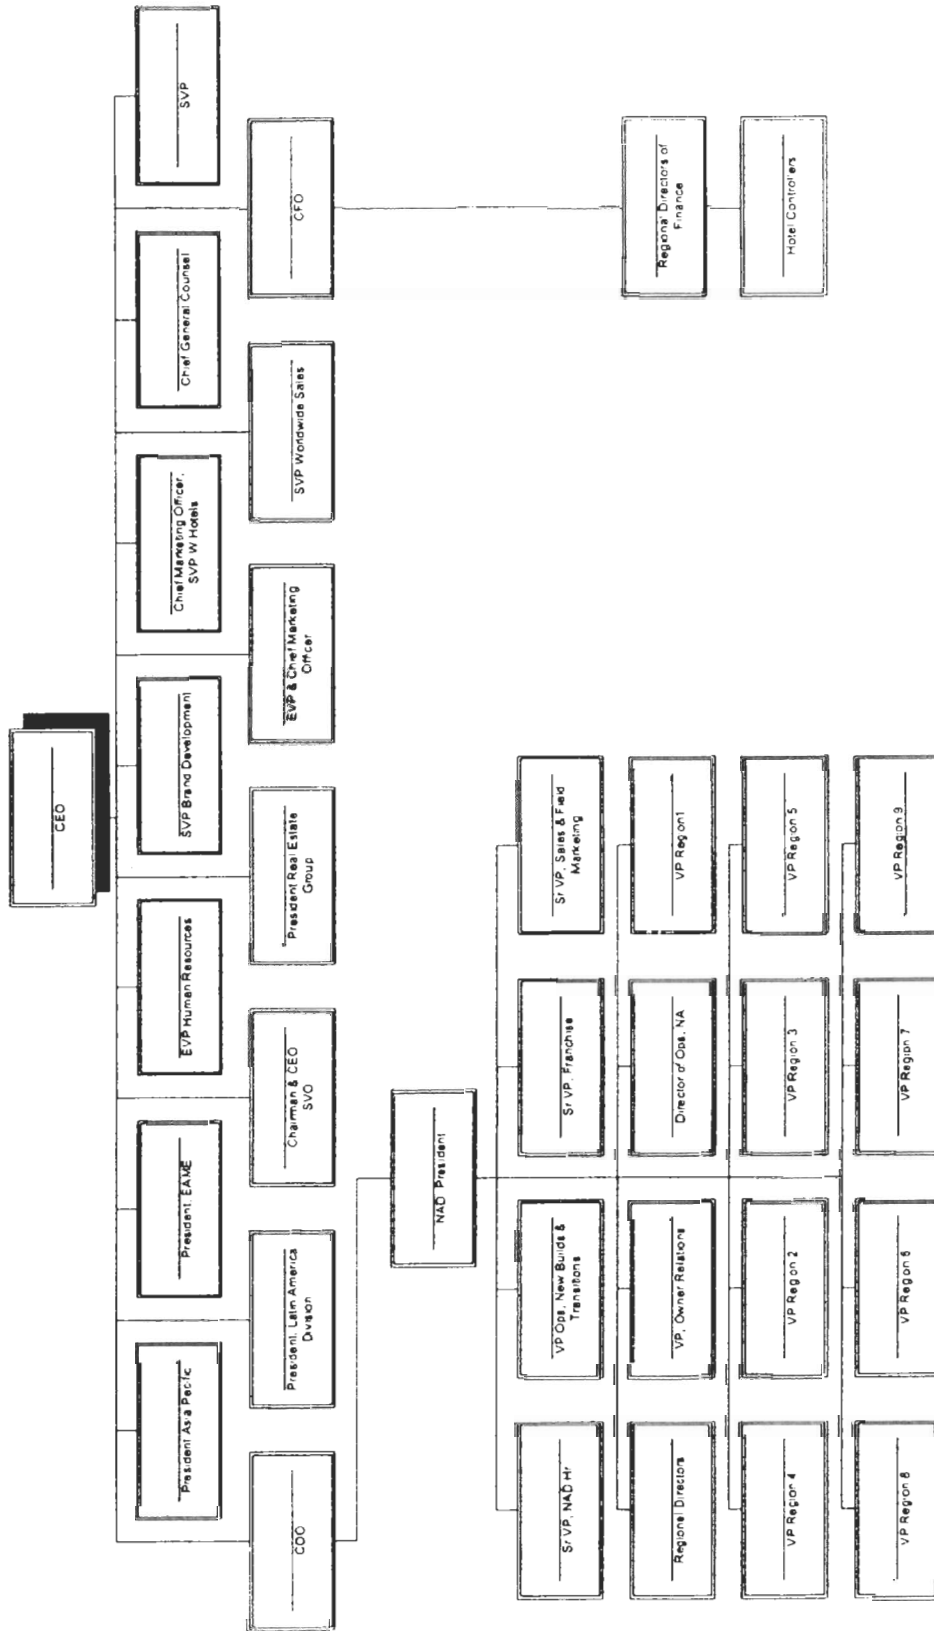 CEO
President Asia Pacific
President, EAME
EVP Human Resources
SVP Brand Development
Chief Marketing Officer,
SVP W Hotels
Chief General Counsel
SVP
COO
President, Latin America
Division
Chairman & CEO
SVO
President Real Estate
Group
EVP & Chief Marketing
Officer
SVP Worldwide Sales
CFO
NAD President
Sr VP, NAD Hr
VP Ops, New Builds &
Transitions
Sr VP, Franchise
Sr VP, Sales & Field
Marketing
Regional Directors
VP, Owner Relations
Director of Ops, NA
VP Region1
Regional Directors of
Finance
VP Region 4
VP Region 2
VP Region 3
VP Region 5
Hotel Controllers
VP Region 8
VP Region 6
VP Region 7
VP Region 9